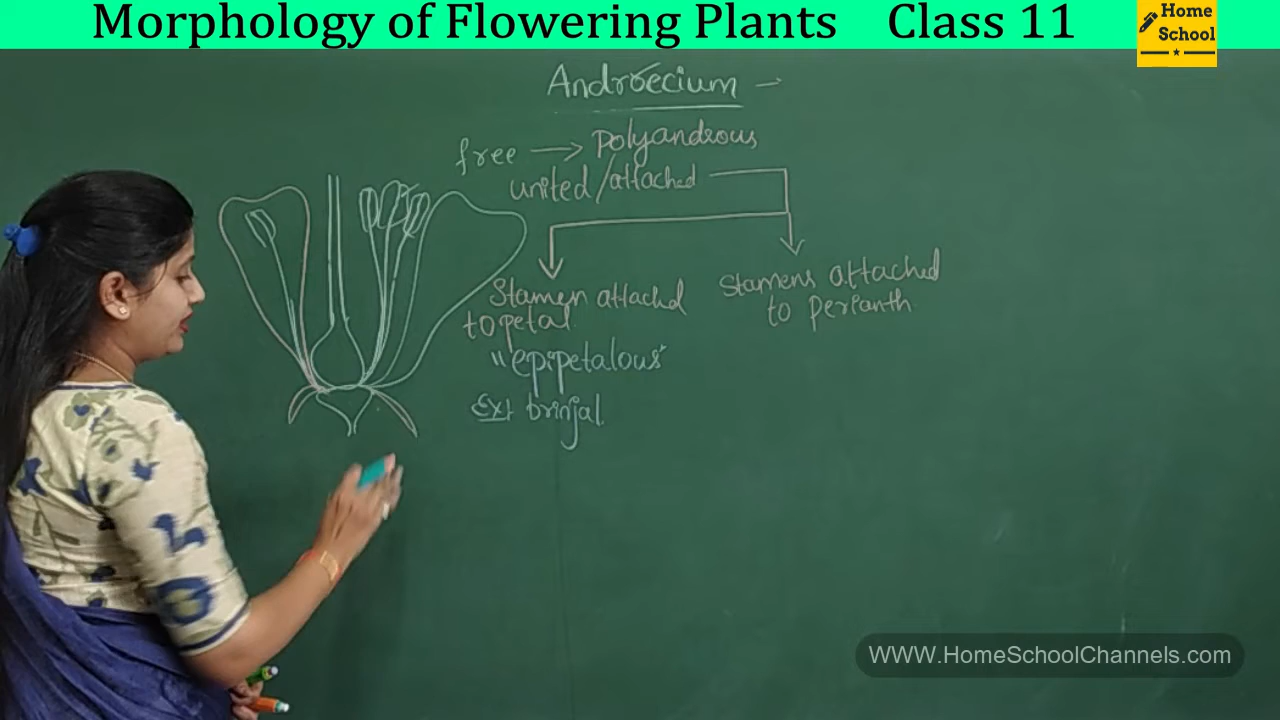 Morphology of Flowering Plants Class 11
Home
School
Androecium →
free → Polyandrous
united/attached
Stamen attached
to petal
"epipetalous"
Ex: brinjal
Stamens attached
to perianth
WWW.HomeSchoolChannels.com